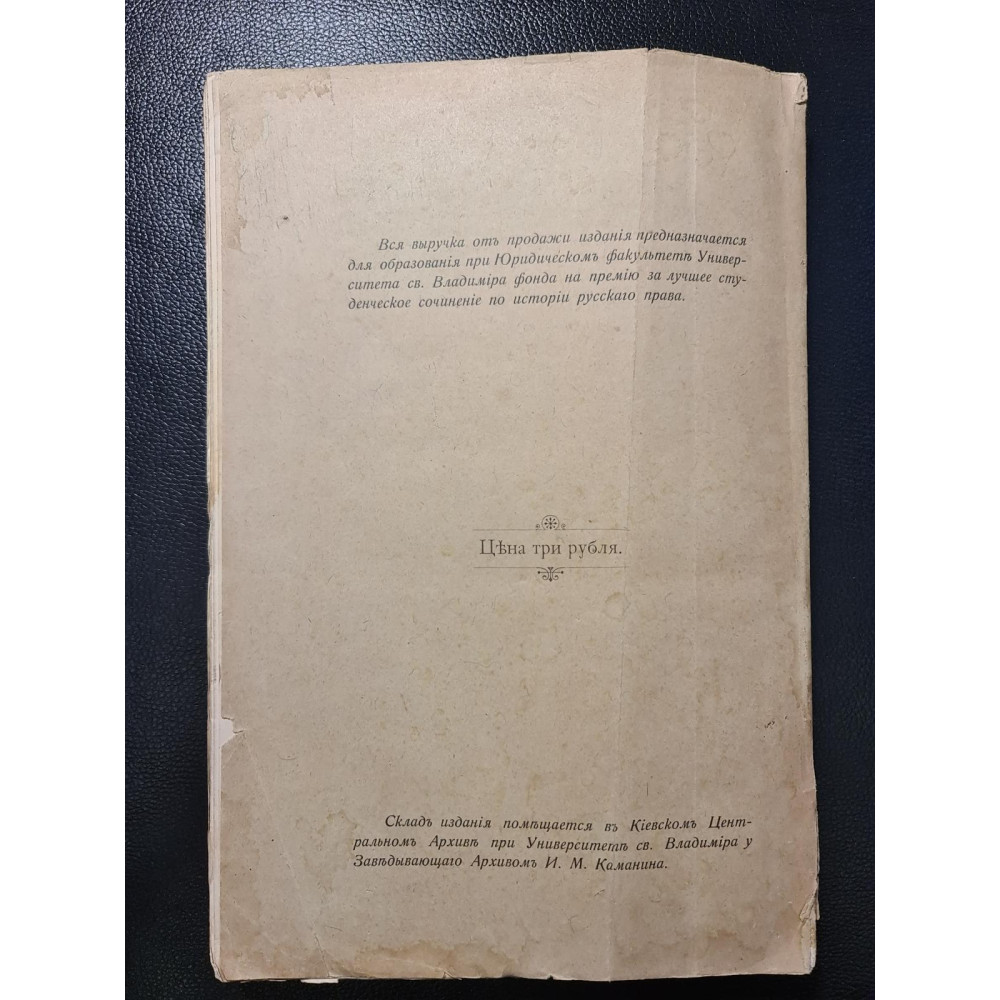 Вся выручка отъ продажи изданія предназначается
для образованія при Юридическомъ факультетѣ Универ-
ситета св. Владиміра фонда на премію за лучшее сту-
денческое сочиненіе по исторіи русскаго права.
Цѣна три рубля.
Складъ изданія помѣщается въ Кіевскомъ Цент-
ральномъ Архивѣ при Университетѣ св. Владиміра у
Завѣдывающаго Архивомъ И. М. Каманина.